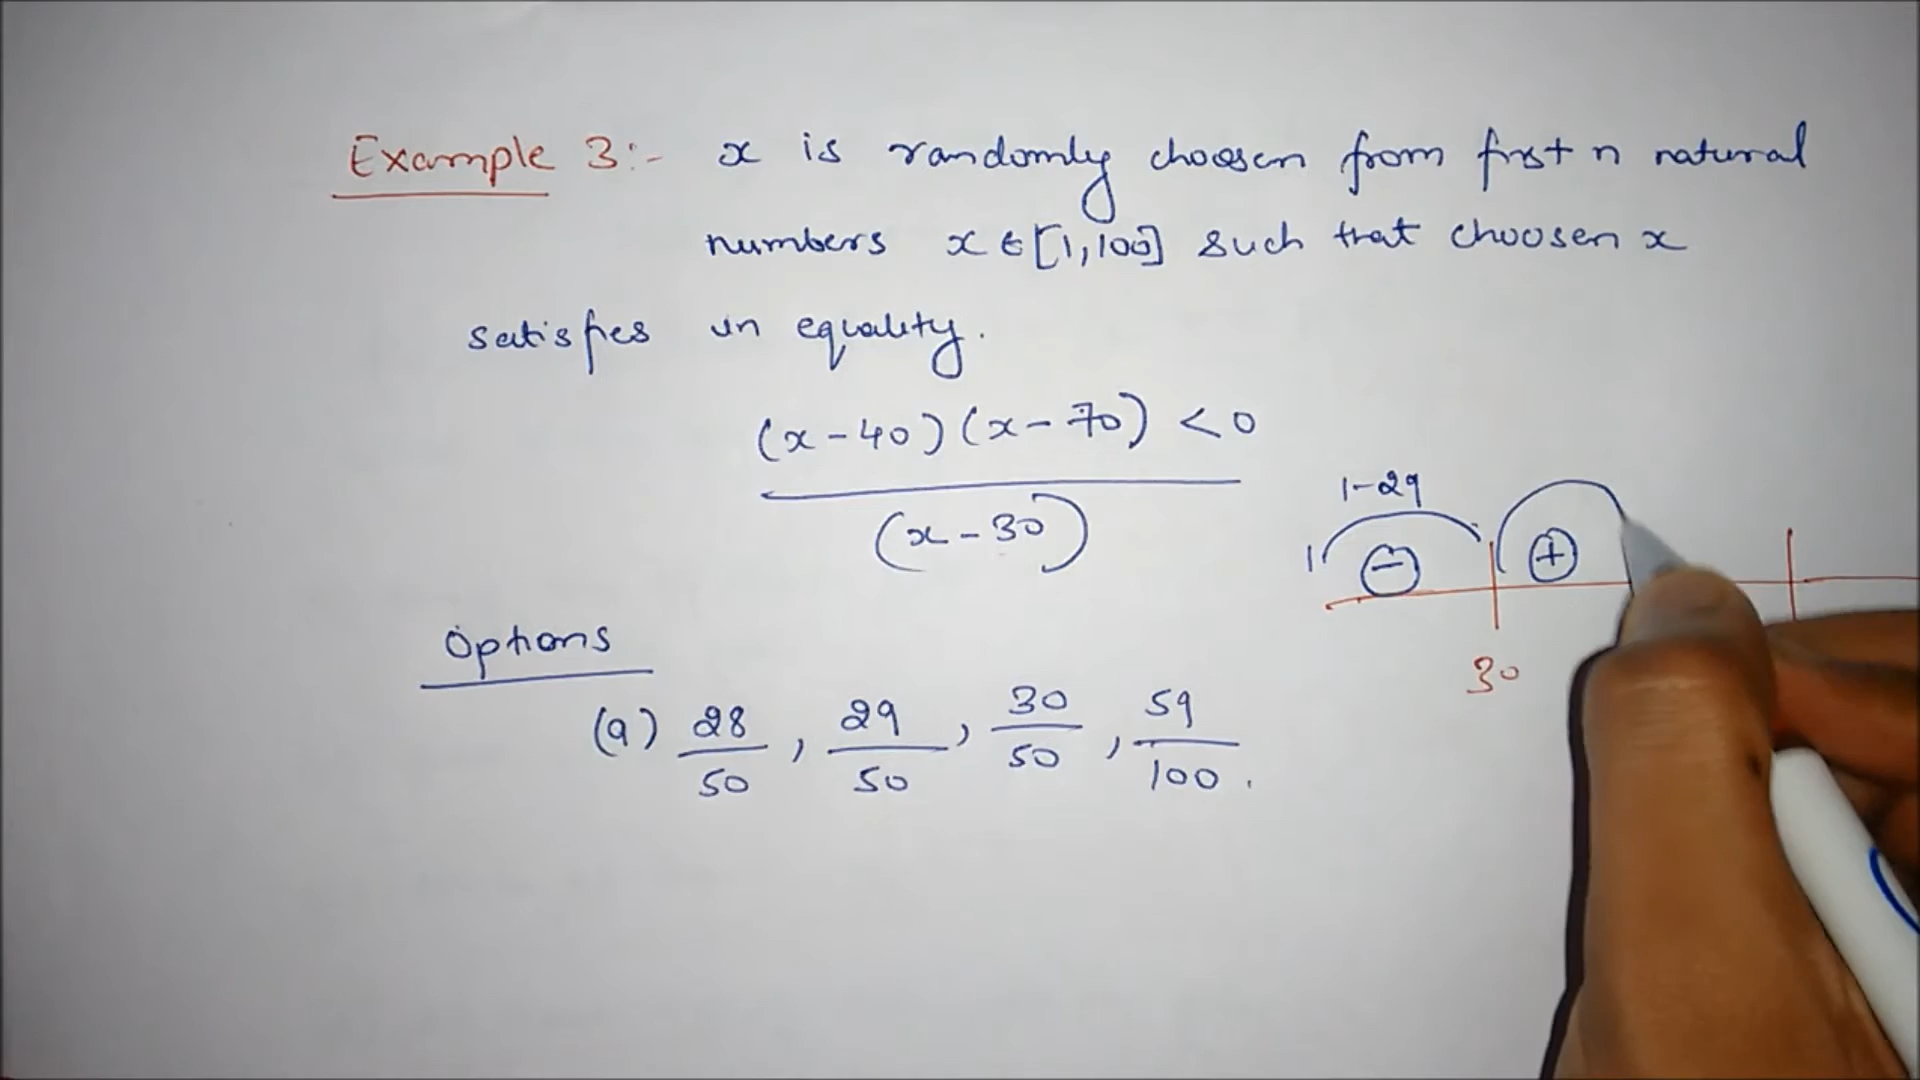 Example 3:- x is randomly choosen from first n natural
numbers x ∈ [1,100] such that choosen x
satisfies in equality.
(x-40)(x-70) < 0
(x-30)
1-29
1 - +
30
Options
(a) 28/50 , 29/50 , 30/50 , 59/100 .